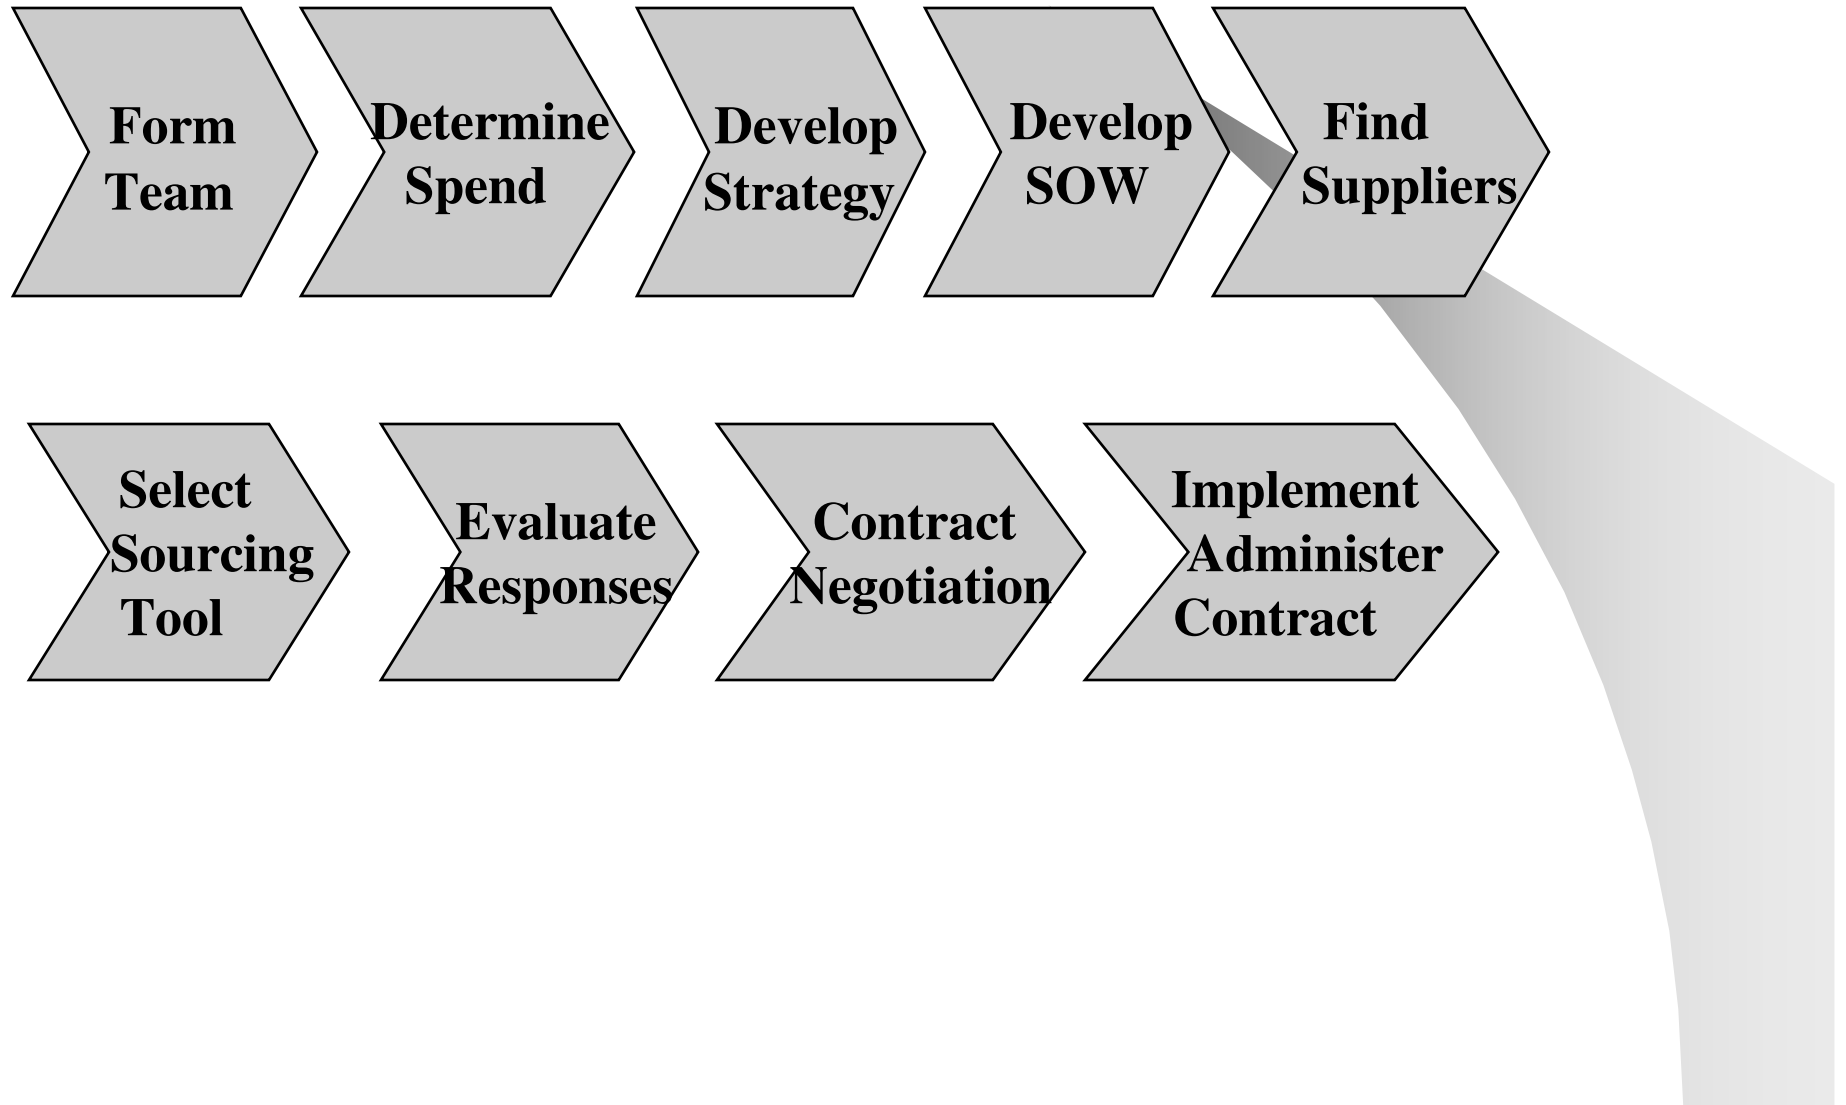 Form
Team
Determine
Spend
Develop
Strategy
Develop
SOW
Find
Suppliers
Select
Sourcing
Tool
Evaluate
Responses
Contract
Negotiation
Implement
Administer
Contract